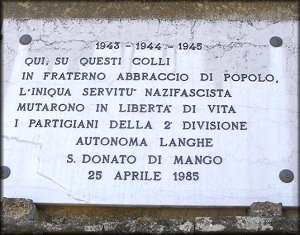 1943 - 1944 - 1945
QUI, SU QUESTI COLLI
IN FRATERNO ABBRACCIO DI POPOLO,
L'INIQUA SERVITU' NAZIFASCISTA
MUTARONO IN LIBERTA' DI VITA
I PARTIGIANI DELLA 2ª DIVISIONE
AUTONOMA LANGHE
S. DONATO DI MANGO
25 APRILE 1985